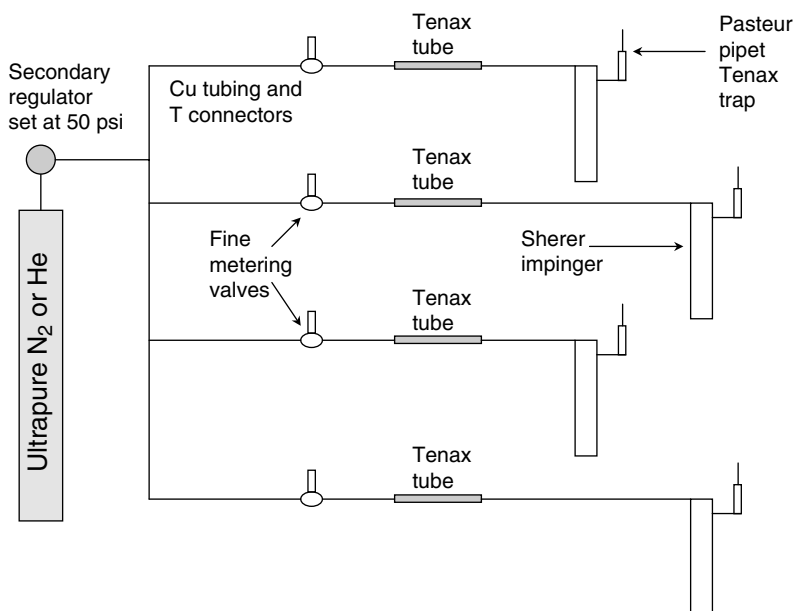 Tenax
tube
Pasteur
pipet
Tenax
trap
Secondary
regulator
set at 50 psi
Cu tubing and
T connectors
Tenax
tube
Fine
metering
valves
Sherer
impinger
Ultrapure N₂ or He
Tenax
tube
Tenax
tube